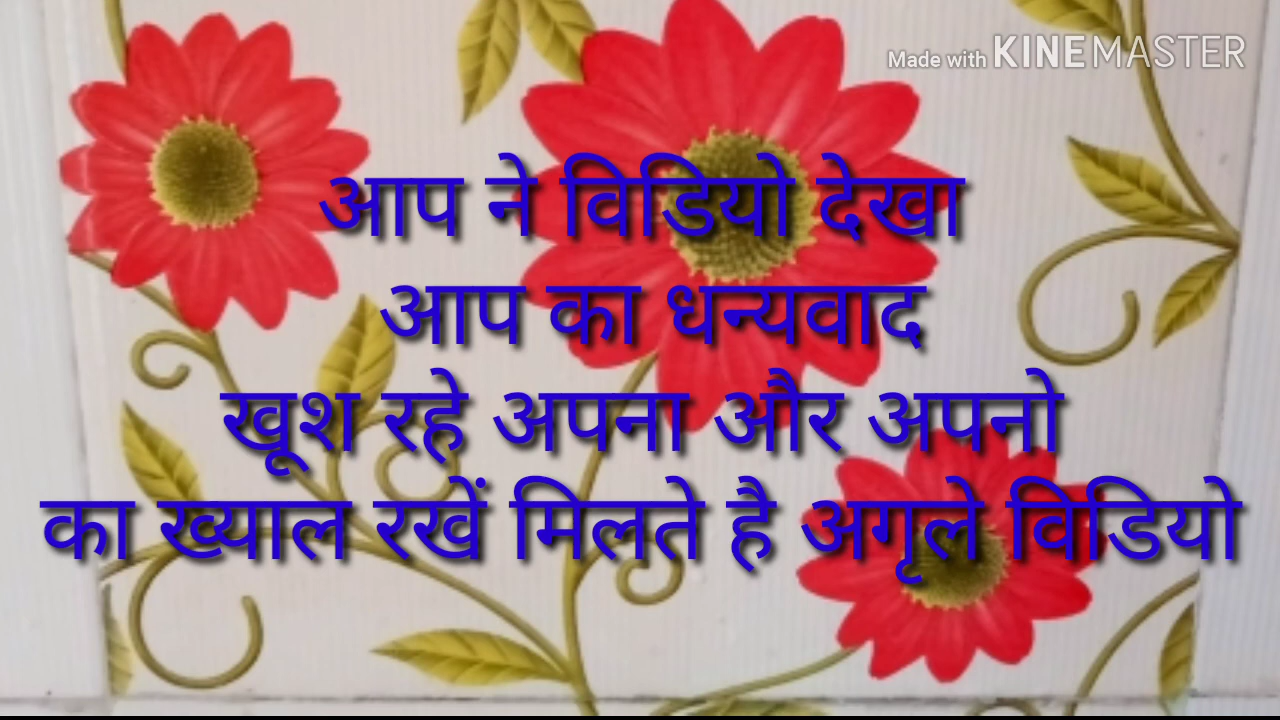 Made with KINEMASTER
आप ने विडियो देखा
आप का धन्यवाद
खूश रहे अपना और अपनो
का ख्याल रखें मिलते है अगृले विडियो